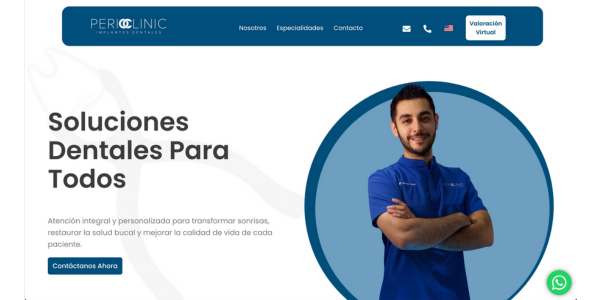 PERIOCLINIC
IMPLANTES DENTALES
Nosotros Especialidades Contacto
Valoración
Virtual
Soluciones
Dentales Para
Todos
Atención integral y personalizada para transformar sonrisas,
restaurar la salud bucal y mejorar la calidad de vida de cada
paciente.
Contáctanos Ahora